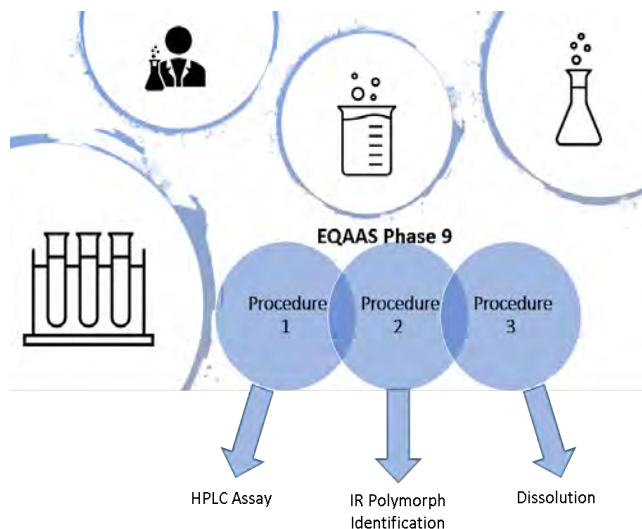 EQAAS Phase 9
Procedure
1
Procedure
2
Procedure
3
HPLC Assay
IR Polymorph
Identification
Dissolution